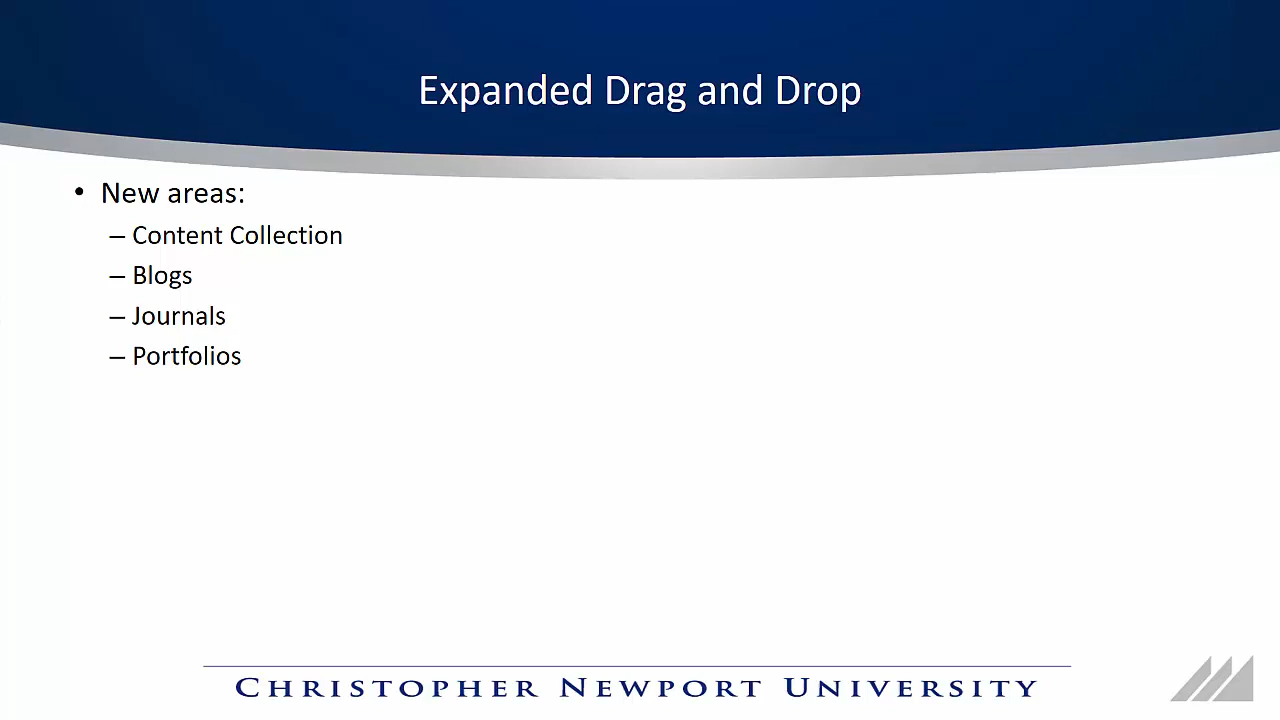 Expanded Drag and Drop
• New areas:
– Content Collection
– Blogs
– Journals
– Portfolios
CHRISTOPHER NEWPORT UNIVERSITY